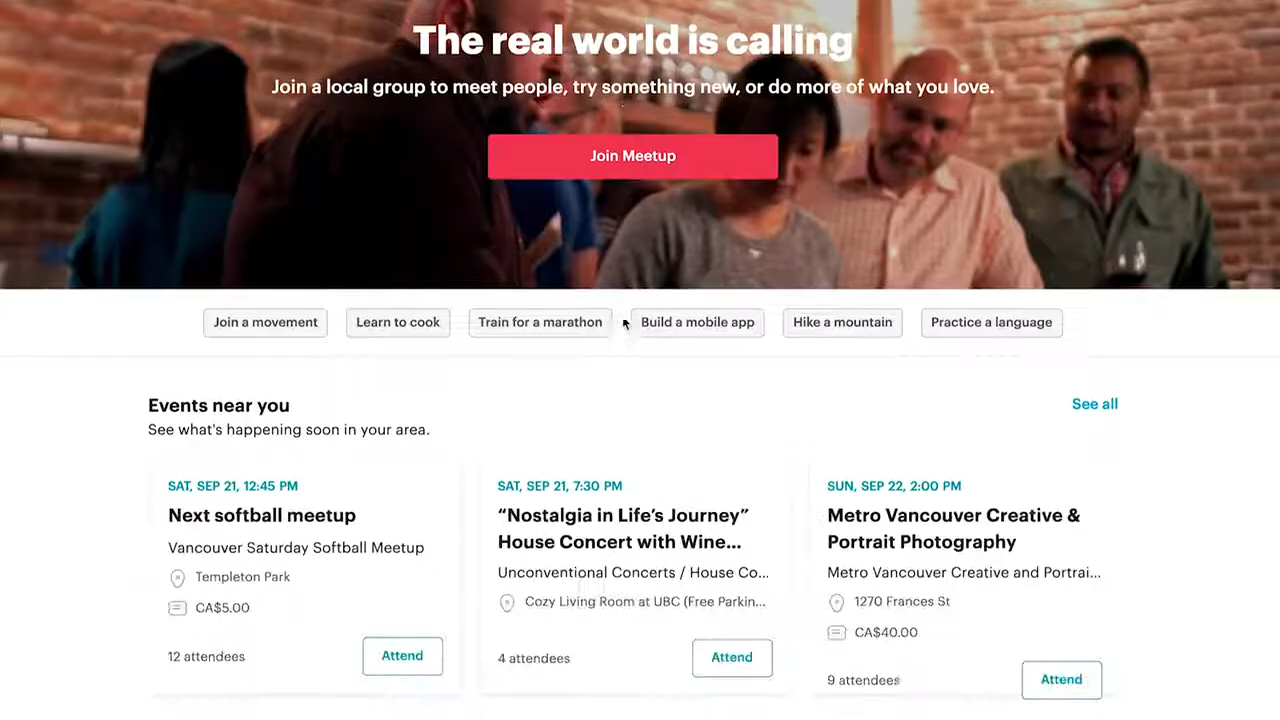 The real world is calling
Join a local group to meet people, try something new, or do more of what you love.
Join Meetup
Join a movement
Learn to cook
Train for a marathon
Build a mobile app
Hike a mountain
Practice a language
Events near you
See all
See what's happening soon in your area.
SAT, SEP 21, 12:45 PM
Next softball meetup
Vancouver Saturday Softball Meetup
Templeton Park
CA$5.00
12 attendees
Attend
SAT, SEP 21, 7:30 PM
“Nostalgia in Life’s Journey”
House Concert with Wine...
Unconventional Concerts / House Co...
Cozy Living Room at UBC (Free Parkin...
4 attendees
Attend
SUN, SEP 22, 2:00 PM
Metro Vancouver Creative &
Portrait Photography
Metro Vancouver Creative and Portrai...
1270 Frances St
CA$40.00
9 attendees
Attend